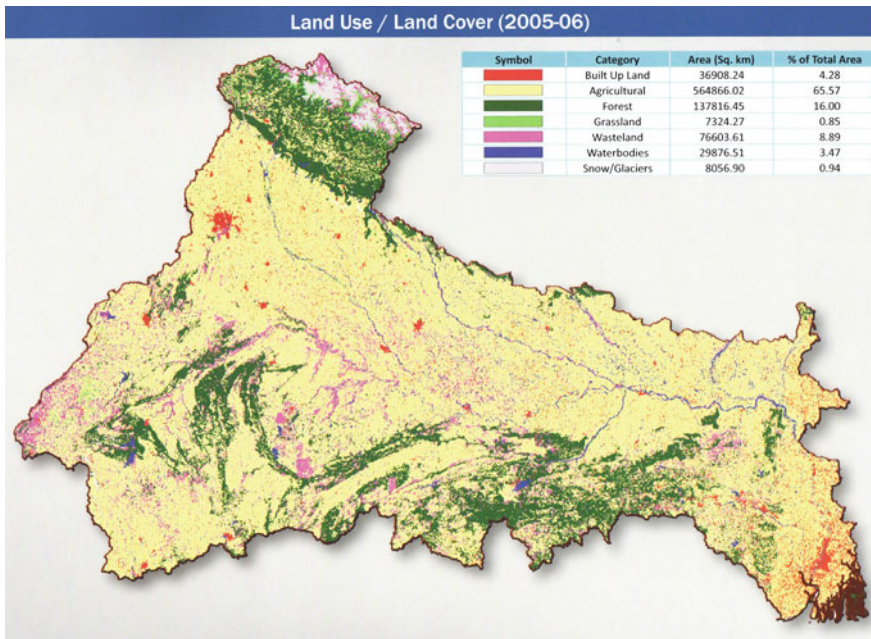 Land Use / Land Cover (2005-06)
Symbol Category Area (Sq. km) % of Total Area
Built Up Land 36908.24 4.28
Agricultural 564866.02 65.57
Forest 137816.45 16.00
Grassland 7324.27 0.85
Wasteland 76603.61 8.89
Waterbodies 29876.51 3.47
Snow/Glaciers 8056.90 0.94